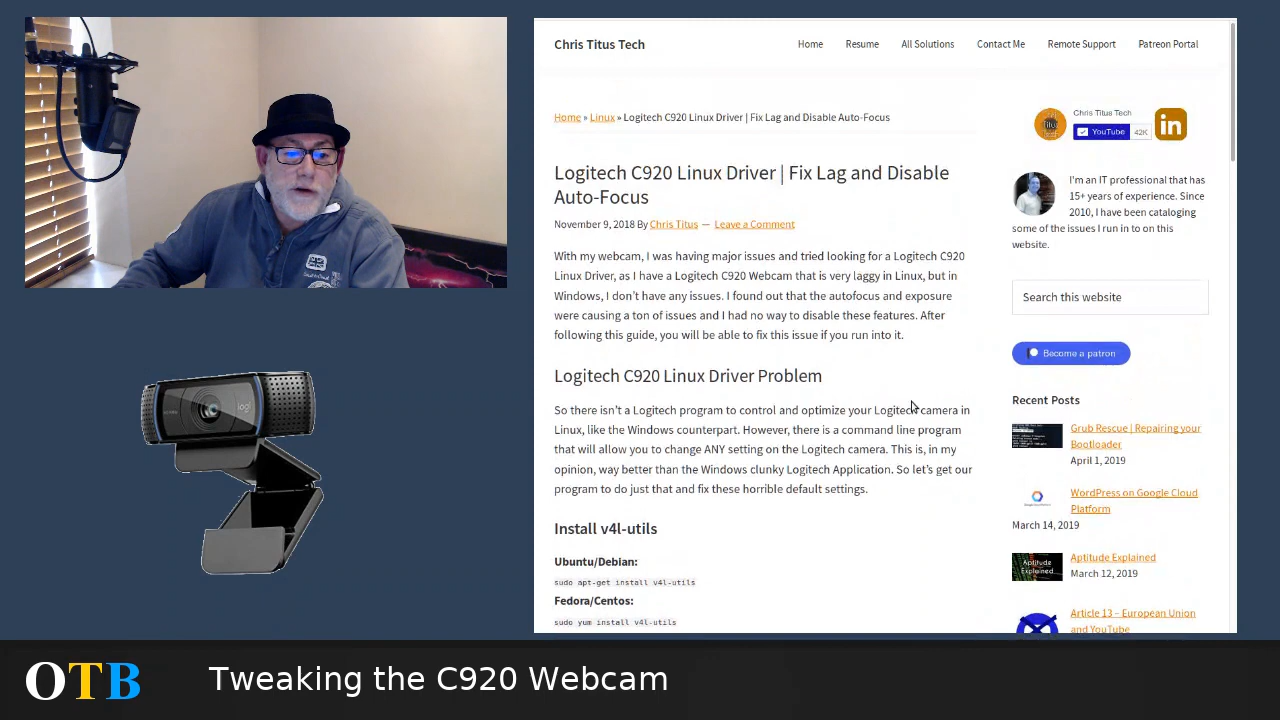 Chris Titus Tech
Home
Resume
All Solutions
Contact Me
Remote Support
Patreon Portal
Home » Linux » Logitech C920 Linux Driver | Fix Lag and Disable Auto-Focus
Logitech C920 Linux Driver | Fix Lag and Disable
Auto-Focus
November 9, 2018 By Chris Titus — Leave a Comment
With my webcam, I was having major issues and tried looking for a Logitech C920
Linux Driver, as I have a Logitech C920 Webcam that is very laggy in Linux, but in
Windows, I don't have any issues. I found out that the autofocus and exposure
were causing a ton of issues and I had no way to disable these features. After
following this guide, you will be able to fix this issue if you run into it.
Logitech C920 Linux Driver Problem
So there isn't a Logitech program to control and optimize your Logitech camera in
Linux, like the Windows counterpart. However, there is a command line program
that will allow you to change ANY setting on the Logitech camera. This is, in my
opinion, way better than the Windows clunky Logitech Application. So let's get our
program to do just that and fix these horrible default settings.
Install v4l-utils
Ubuntu/Debian:
sudo apt-get install v4l-utils
Fedora/Centos:
sudo yum install v4l-utils
Chris Titus Tech
YouTube 42K
in
I'm an IT professional that has
15+ years of experience. Since
2010, I have been cataloging
some of the issues I run in to on this
website.
Search this website
Become a patron
Recent Posts
Grub Rescue | Repairing your
Bootloader
April 1, 2019
WordPress on Google Cloud
Platform
March 14, 2019
Aptitude
Explained
Aptitude Explained
March 12, 2019
Article 13 – European Union
and YouTube
logi
OTB
Tweaking the C920 Webcam